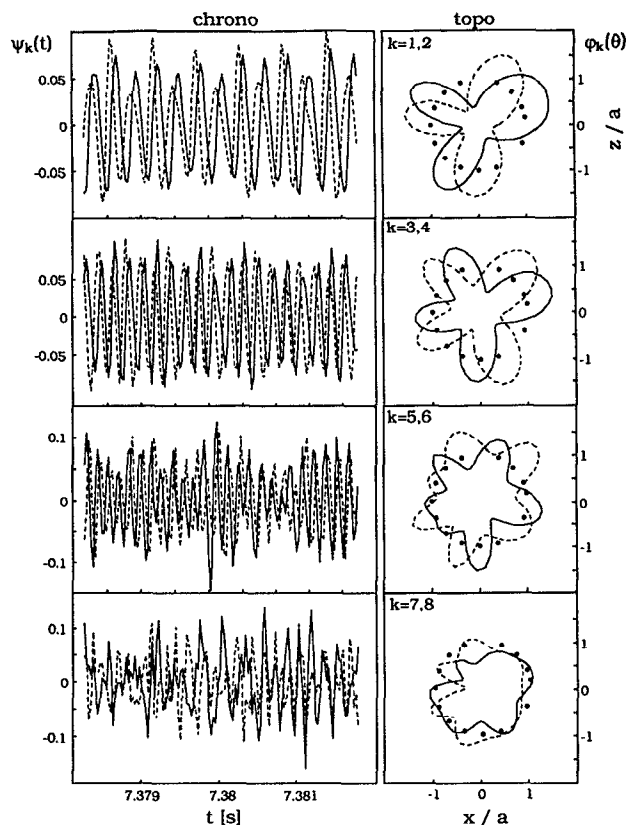 chrono topo
ψₖ(t) φₖ(θ)
k=1,2
0.05
0
-0.05
1
0
-1
z / a
k=3,4
0.05
0
-0.05
1
0
-1
k=5,6
0.1
0
-0.1
1
0
-1
k=7,8
0.1
0
-0.1
1
0
-1
7.379 7.38 7.381 -1 0 1
t [s] x / a